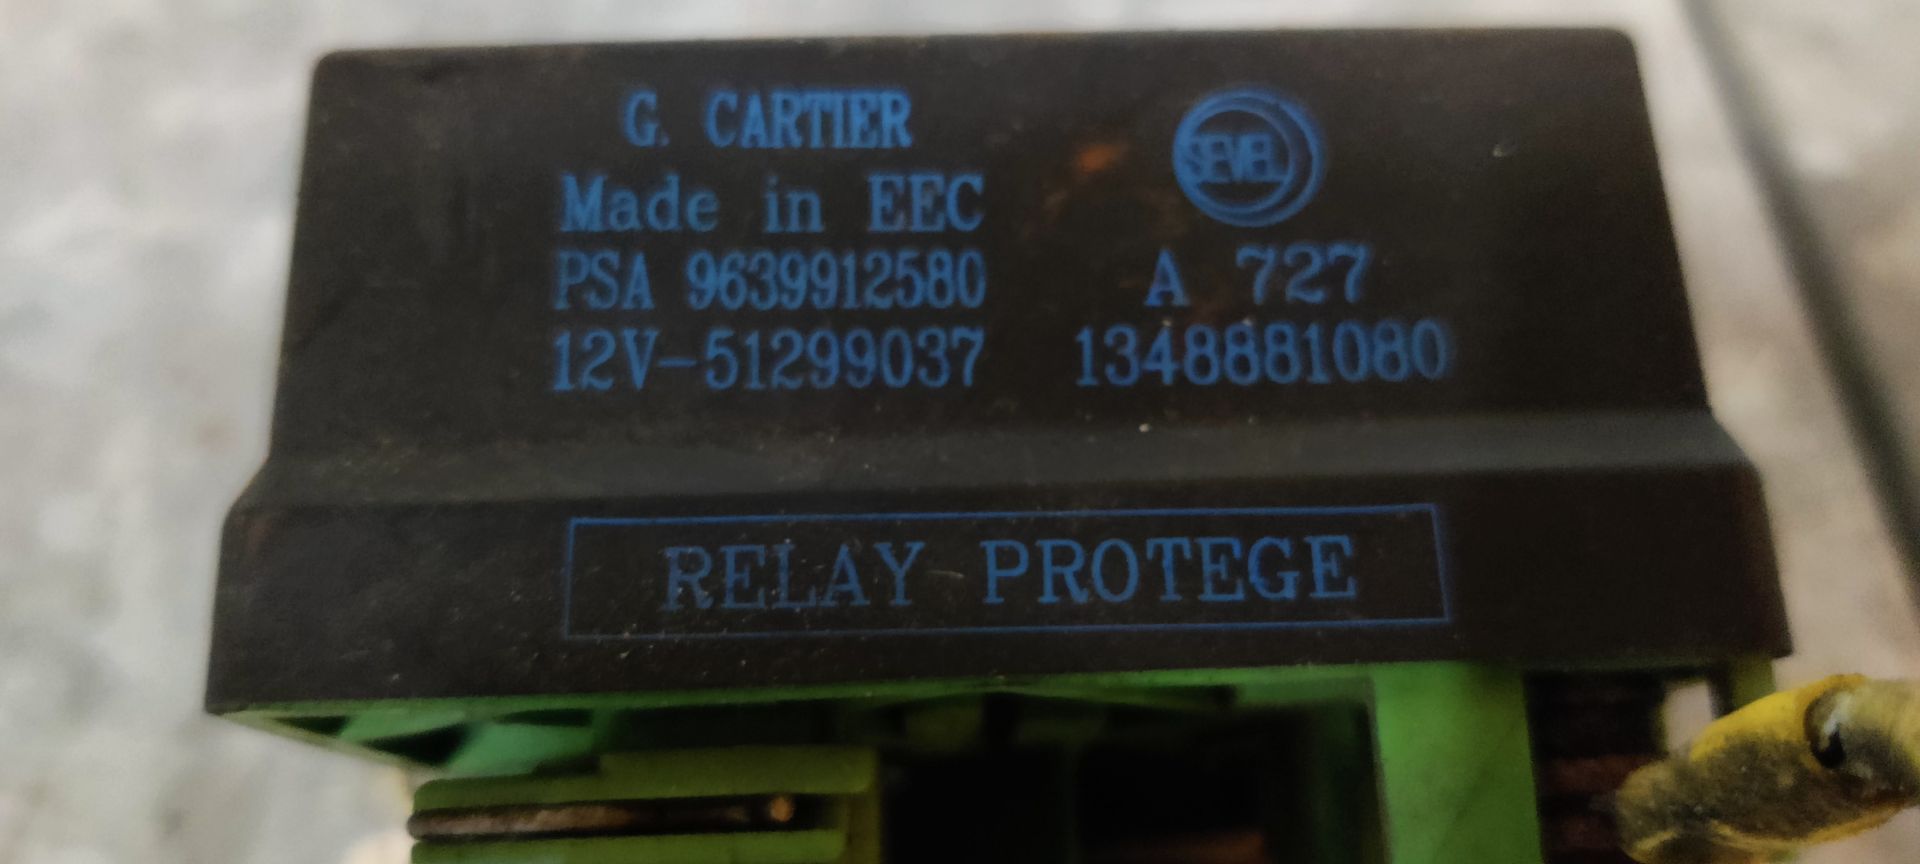 G. CARTIER
Made in EEC
PSA 9639912580
12V-51299037
SEVEL
A 727
1348881080
RELAY PROTEGE